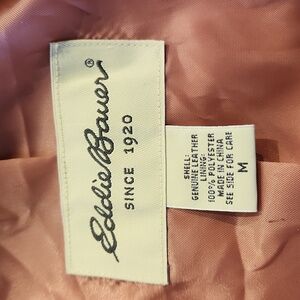 Eddie Bauer®
SINCE 1920
SHELL:
GENUINE LEATHER
LINING:
100% POLYESTER
MADE IN CHINA
SEE SIDE FOR CARE
M